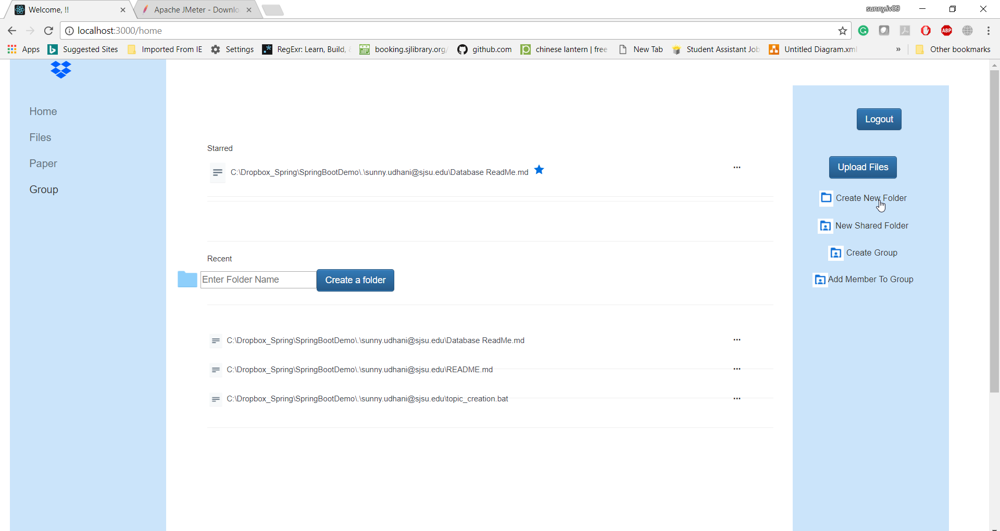 Welcome, !!
Apache JMeter - Downlo
sunny.iv09
localhost:3000/home
Apps
Suggested Sites
Imported From IE
Settings
RegExr: Learn, Build,
booking.sjlibrary.org/
github.com
chinese lantern | free
New Tab
Student Assistant Job
Untitled Diagram.xml
»
Other bookmarks
ABP
Home
Files
Paper
Group
Starred
C:\Dropbox_Spring\SpringBootDemo\.\sunny.udhani@sjsu.edu\Database ReadMe.md
...
Recent
Enter Folder Name
Create a folder
C:\Dropbox_Spring\SpringBootDemo\.\sunny.udhani@sjsu.edu\Database ReadMe.md
...
C:\Dropbox_Spring\SpringBootDemo\.\sunny.udhani@sjsu.edu\README.md
...
C:\Dropbox_Spring\SpringBootDemo\.\sunny.udhani@sjsu.edu\topic_creation.bat
...
Logout
Upload Files
Create New Folder
New Shared Folder
Create Group
Add Member To Group